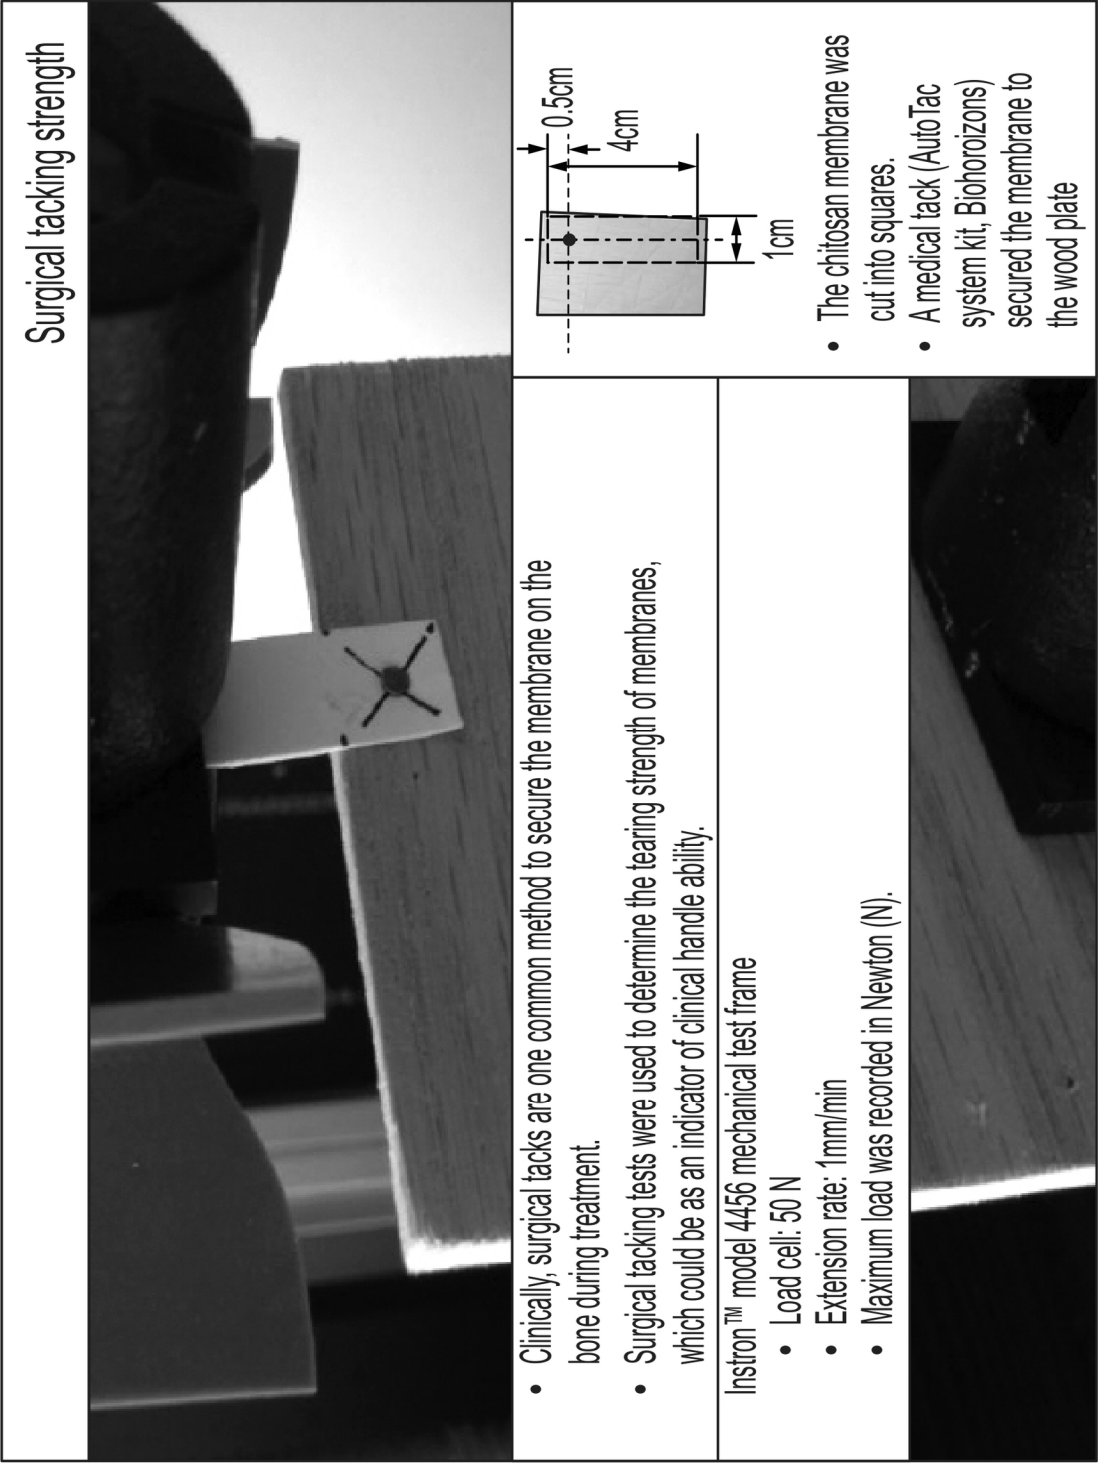 Surgical tacking strength
• Clinically, surgical tacks are one common method to secure the membrane on the
bone during treatment.
• Surgical tacking tests were used to determine the tearing strength of membranes,
which could be as an indicator of clinical handle ability.
Instron™ model 4456 mechanical test frame
• Load cell: 50 N
• Extension rate: 1mm/min
• Maximum load was recorded in Newton (N).
0.5cm
4cm
1cm
• The chitosan membrane was
cut into squares.
• A medical tack (AutoTac
system kit, Biohoroizons)
secured the membrane to
the wood plate